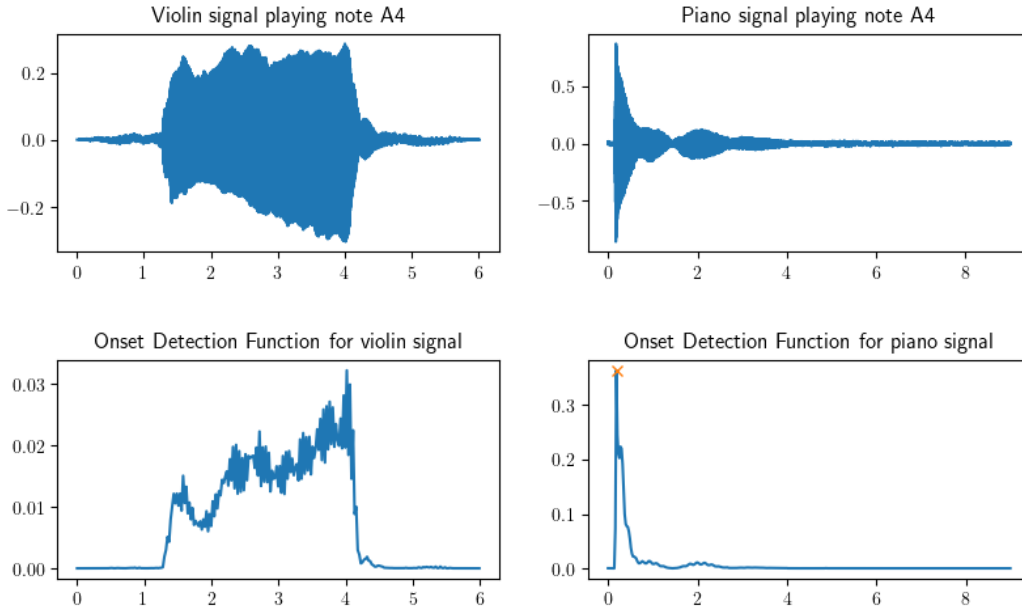 Violin signal playing note A4
Piano signal playing note A4
0.2
0.0
−0.2
0 1 2 3 4 5 6
0.5
0.0
−0.5
0 2 4 6 8
Onset Detection Function for violin signal
Onset Detection Function for piano signal
0.03
0.02
0.01
0.00
0 1 2 3 4 5 6
0.3
0.2
0.1
0.0
0 2 4 6 8